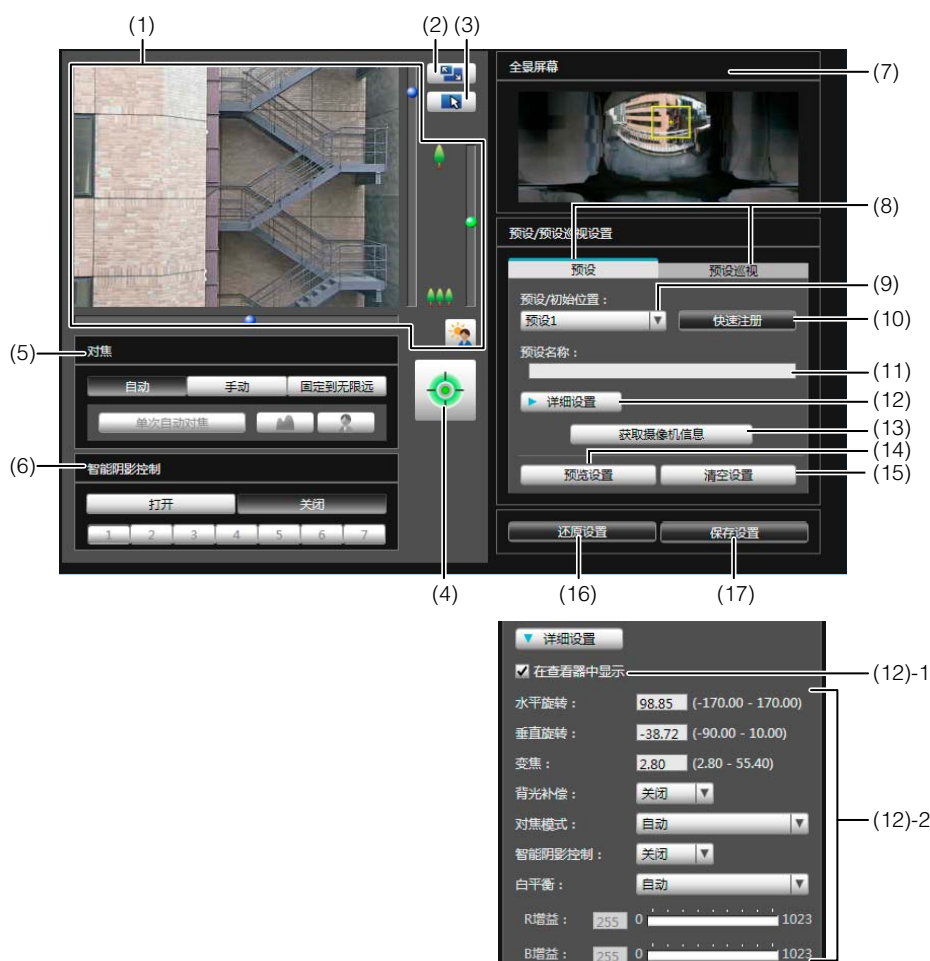 (1)
(2) (3)
全景屏幕
(7)
(8)
预设/预设巡视设置
预设 预设巡视
预设/初始位置：
(9)
预设1 快速注册
(10)
(5)
对焦
预设名称：
(11)
自动 手动 固定到无限远
详细设置
(12)
单次自动对焦
获取摄像机信息
(13)
(14)
(6)
智能阴影控制
预览设置 清空设置
(15)
打开 关闭
1 2 3 4 5 6 7
还原设置 保存设置
(4)
(16)
(17)
详细设置
在查看器中显示
(12)-1
水平旋转： 98.85 (-170.00 - 170.00)
垂直旋转： -38.72 (-90.00 - 10.00)
变焦： 2.80 (2.80 - 55.40)
背光补偿： 关闭
对焦模式： 自动
(12)-2
智能阴影控制： 关闭
白平衡： 自动
R增益： 255 0 1023
B增益： 255 0 1023